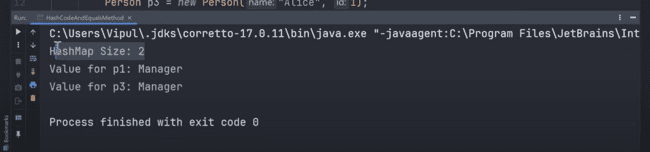 12 Person p3 = new Person( name: "Alice", id: 1);
Run: HashCodeAndEqualsMethod
C:\Users\Vipul\.jdks\corretto-17.0.11\bin\java.exe "-javaagent:C:\Program Files\JetBrains\Int
HashMap Size: 2
Value for p1: Manager
Value for p3: Manager
Process finished with exit code 0
Bookmarks